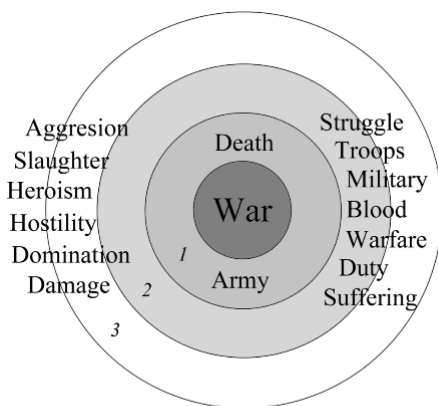 Aggresion
Slaughter
Heroism
Hostility
Domination
Damage
Death
War
Army
1
2
3
Struggle
Troops
Military
Blood
Warfare
Duty
Suffering